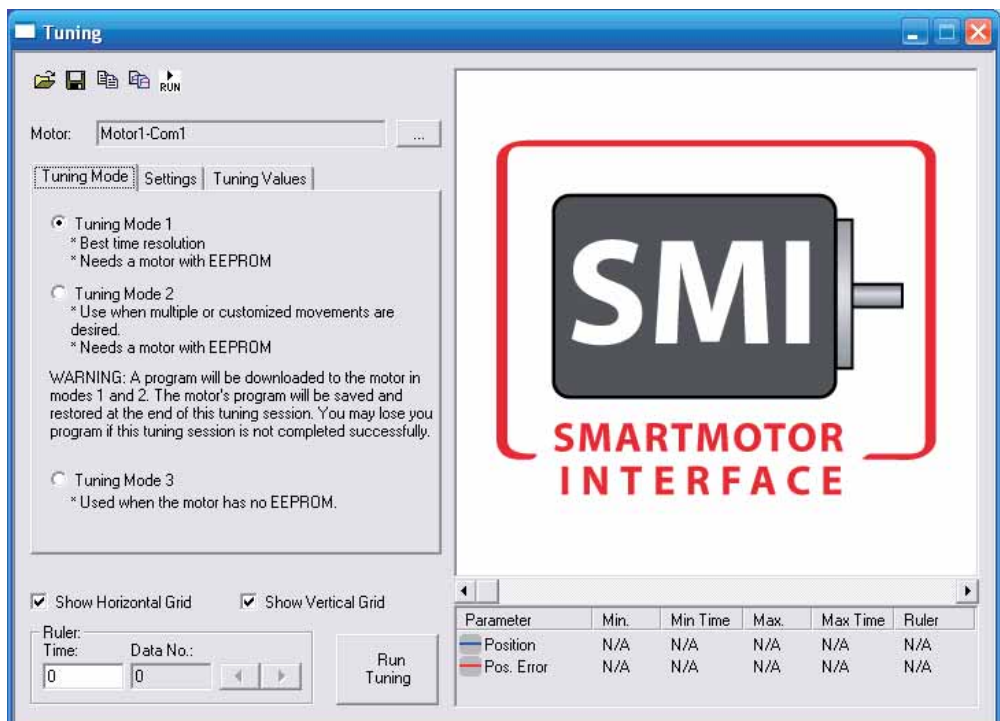 Tuning
RUN
Motor:
Motor1-Com1
...
Tuning Mode
Settings
Tuning Values
Tuning Mode 1
* Best time resolution
* Needs a motor with EEPROM
Tuning Mode 2
* Use when multiple or customized movements are
desired.
* Needs a motor with EEPROM
WARNING: A program will be downloaded to the motor in
modes 1 and 2. The motor's program will be saved and
restored at the end of this tuning session. You may lose you
program if this tuning session is not completed successfully.
Tuning Mode 3
* Used when the motor has no EEPROM.
Show Horizontal Grid
Show Vertical Grid
Ruler:
Time:
Data No.:
0
0
Run
Tuning
SMI
SMARTMOTOR
INTERFACE
Parameter Min. Min Time Max. Max Time Ruler
Position N/A N/A N/A N/A N/A
Pos. Error N/A N/A N/A N/A N/A